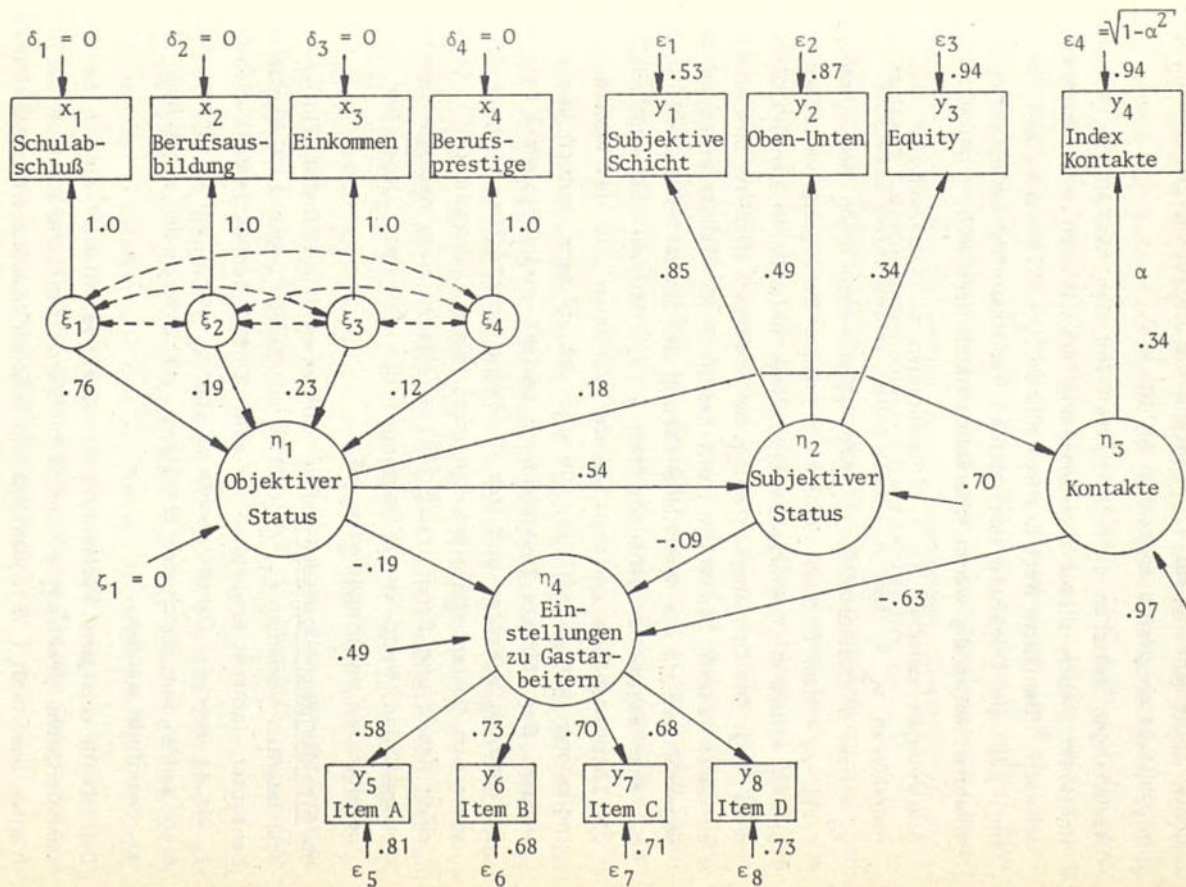 δ1 = 0 δ2 = 0 δ3 = 0 δ4 = 0 ε1 ε2 ε3 ε4 =√1-α²
.53 .87 .94 .94
x1 x2 x3 x4 y1 y2 y3 y4
Schulab-
schluß
Berufsaus-
bildung
Einkommen
Berufs-
prestige
Subjektive
Schicht
Oben-Unten
Equity
Index
Kontakte
1.0 1.0 1.0 1.0
.85 .49 .34
α
.34
ξ1 ξ2 ξ3 ξ4
.76 .19 .23 .12
.18
η1
Objektiver
Status
.54
η2
Subjektiver
Status
.70
η3
Kontakte
ζ1 = 0
-.19
-.09
-.63
.97
η4
Ein-
stellungen
zu Gastar-
beitern
.49
.58 .73 .70 .68
y5 y6 y7 y8
Item A Item B Item C Item D
.81 .68 .71 .73
ε5 ε6 ε7 ε8